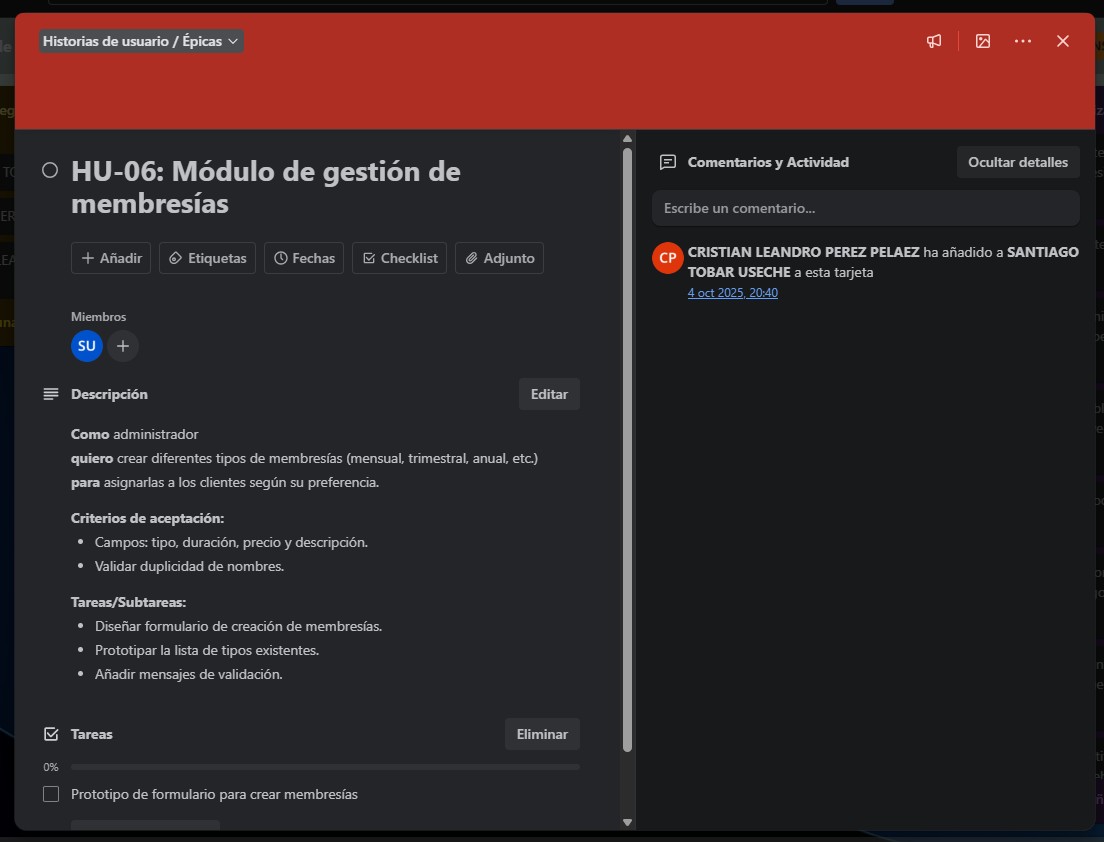 Historias de usuario / Épicas
HU-06: Módulo de gestión de
membresías
Añadir
Etiquetas
Fechas
Checklist
Adjunto
Miembros
SU
Descripción
Editar
Como administrador
quiero crear diferentes tipos de membresías (mensual, trimestral, anual, etc.)
para asignarlas a los clientes según su preferencia.
Criterios de aceptación:
Campos: tipo, duración, precio y descripción.
Validar duplicidad de nombres.
Tareas/Subtareas:
Diseñar formulario de creación de membresías.
Prototipar la lista de tipos existentes.
Añadir mensajes de validación.
Tareas
Eliminar
0%
Prototipo de formulario para crear membresías
Comentarios y Actividad
Ocultar detalles
Escribe un comentario...
CP
CRISTIAN LEANDRO PEREZ PELAEZ ha añadido a SANTIAGO
TOBAR USECHE a esta tarjeta
4 oct 2025, 20:40